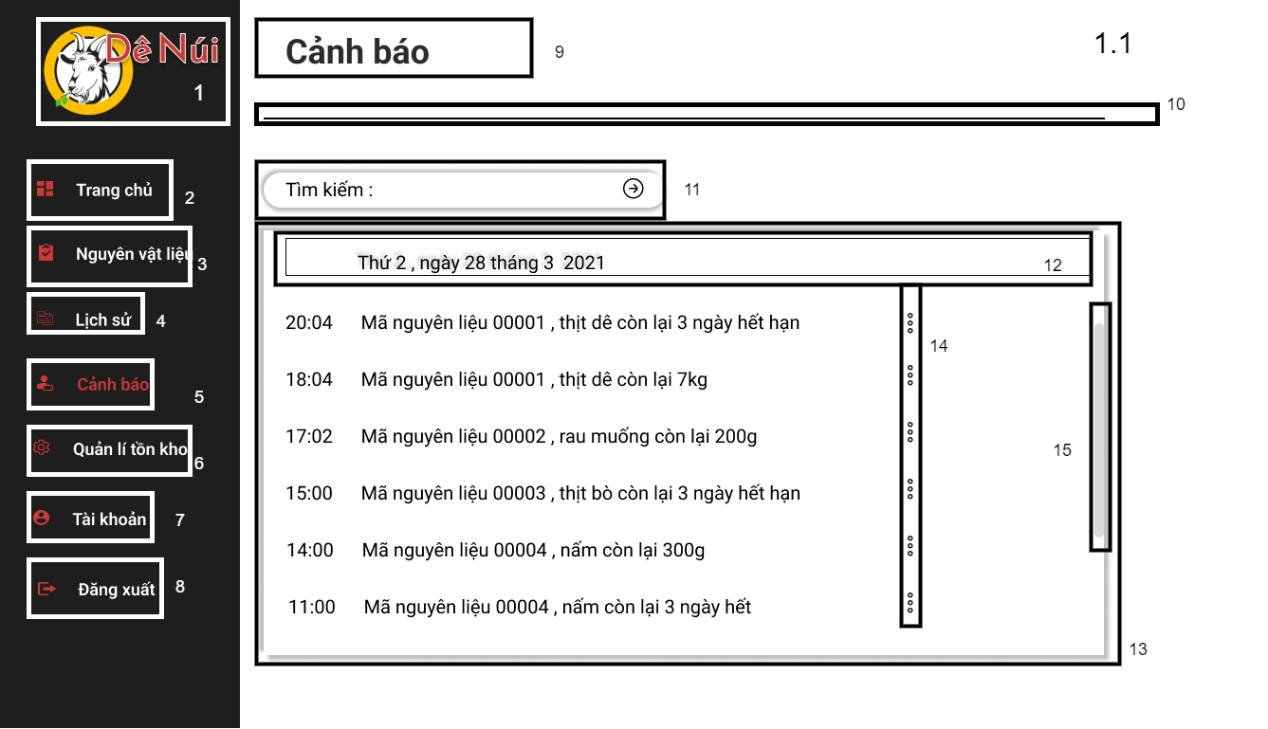 Dê Núi
1
Trang chủ
2
Nguyên vật liệu
3
Lịch sử
4
Cảnh báo
5
Quản lí tồn kho
6
Tài khoản
7
Đăng xuất
8
Cảnh báo
9
1.1
10
Tìm kiếm :
11
Thứ 2 , ngày 28 tháng 3 2021
12
20:04 Mã nguyên liệu 00001 , thịt dê còn lại 3 ngày hết hạn
14
18:04 Mã nguyên liệu 00001 , thịt dê còn lại 7kg
17:02 Mã nguyên liệu 00002 , rau muống còn lại 200g
15
15:00 Mã nguyên liệu 00003 , thịt bò còn lại 3 ngày hết hạn
14:00 Mã nguyên liệu 00004 , nấm còn lại 300g
11:00 Mã nguyên liệu 00004 , nấm còn lại 3 ngày hết
13